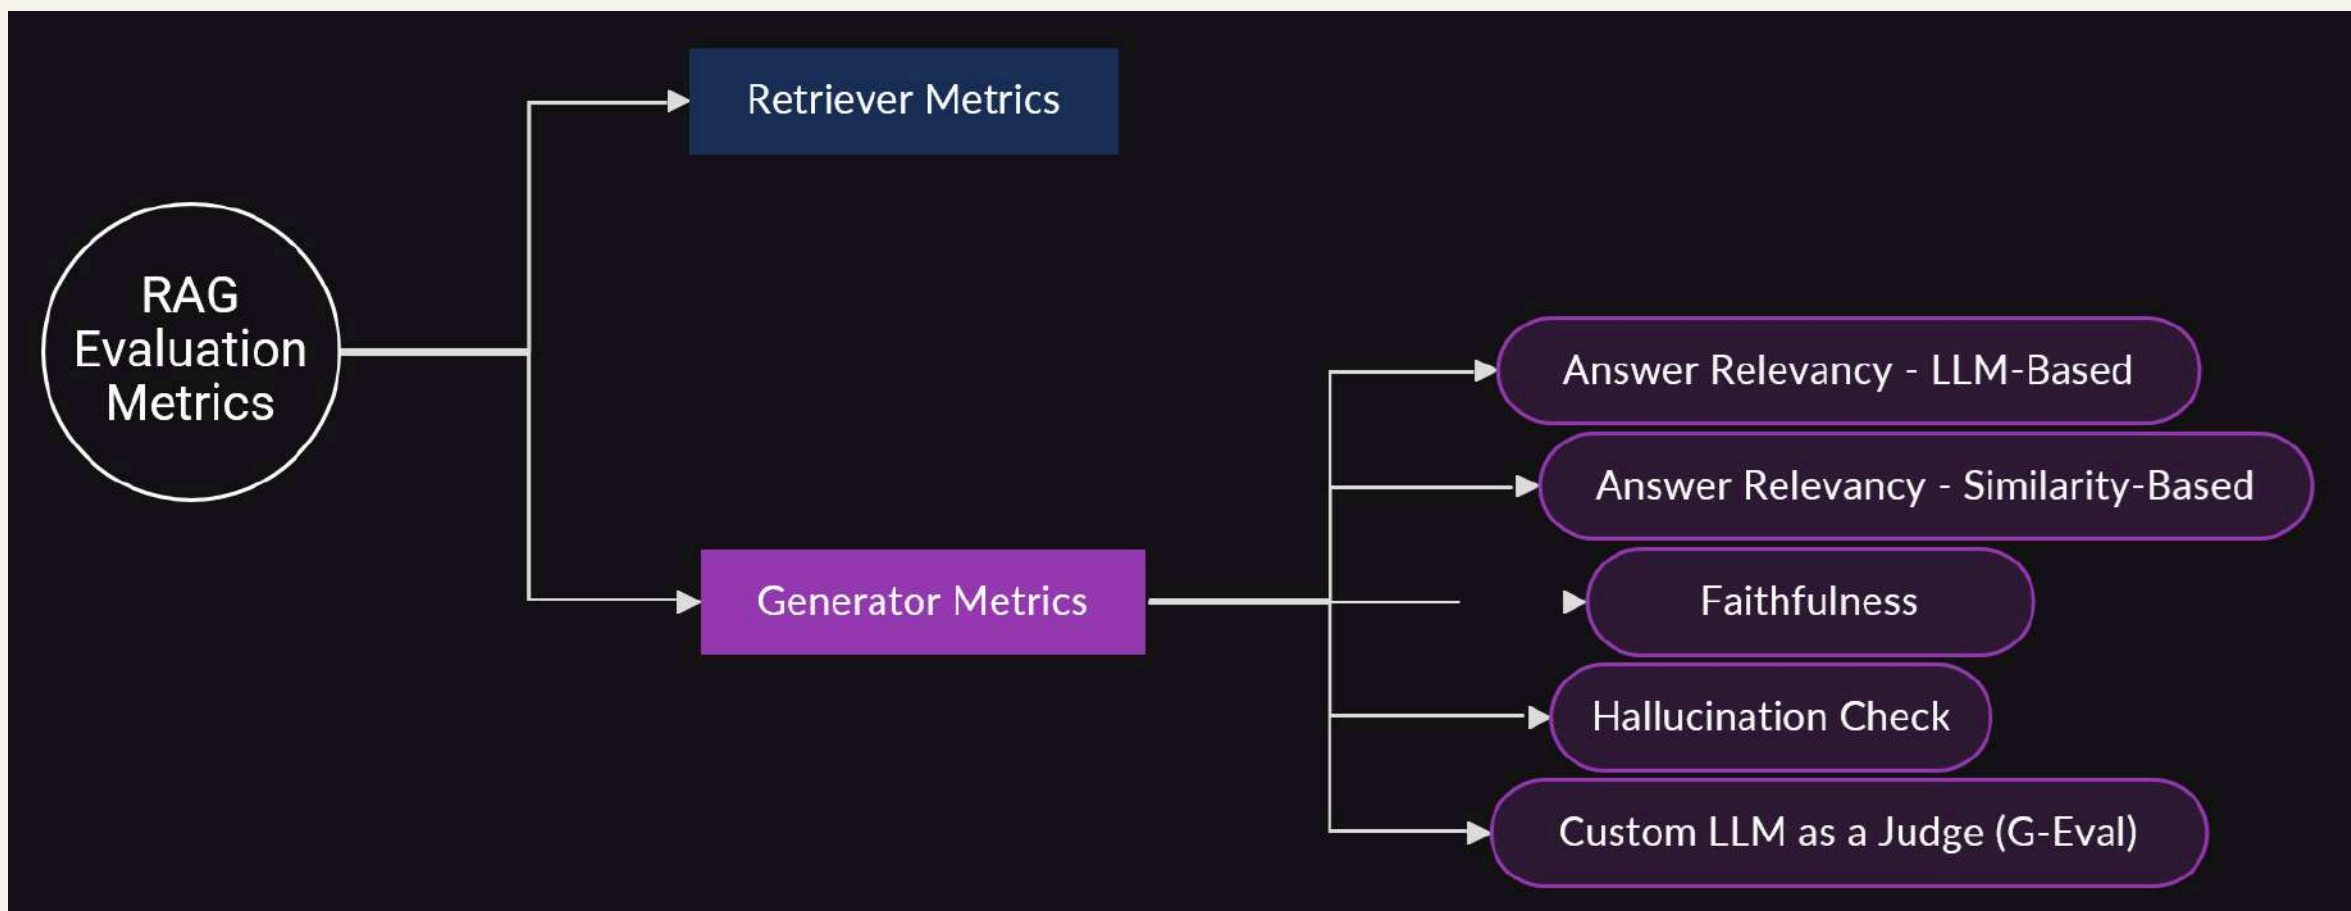 Retriever Metrics
RAG
Evaluation
Metrics
Generator Metrics
Answer Relevancy - LLM-Based
Answer Relevancy - Similarity-Based
Faithfulness
Hallucination Check
Custom LLM as a Judge (G-Eval)